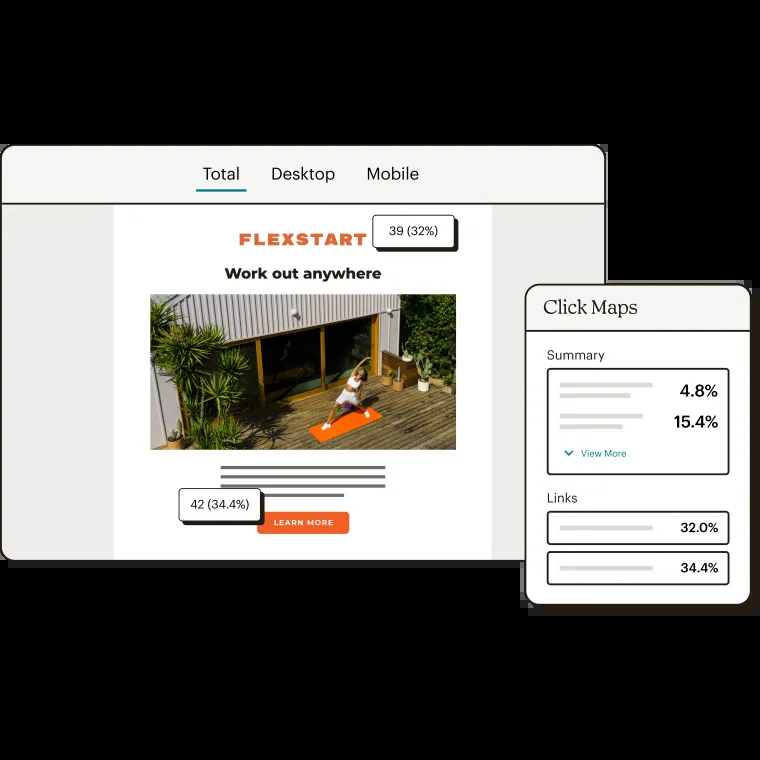 Total Desktop Mobile
FLEXSTART
39 (32%)
Work out anywhere
42 (34.4%)
LEARN MORE
Click Maps
Summary
4.8%
15.4%
View More
Links
32.0%
34.4%